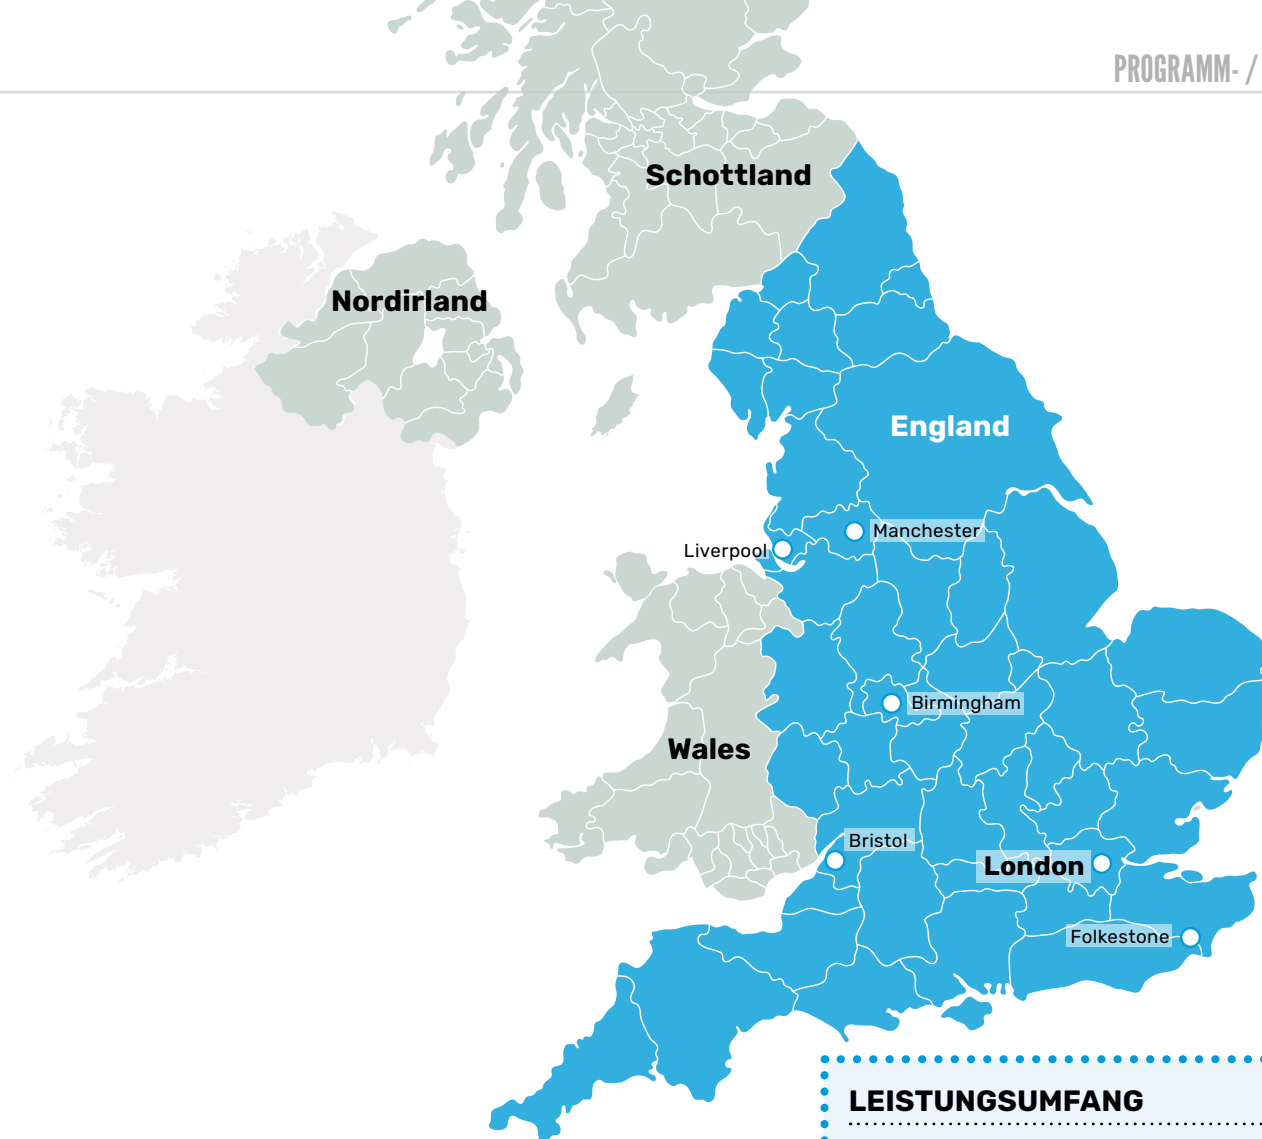 PROGRAMM- /
Schottland
Nordirland
England
Manchester
Liverpool
Birmingham
Wales
Bristol
London
Folkestone
LEISTUNGSUMFANG